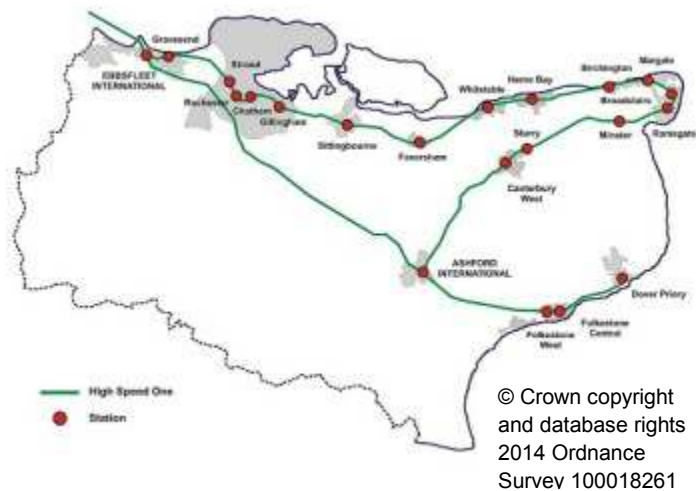 Gravesend
EBBSFLEET
INTERNATIONAL
Strood
Rochester
Chatham
Gillingham
Sittingbourne
Faversham
Whitstable
Herne Bay
Birchington
Margate
Broadstairs
Ramsgate
Minster
Sturry
Canterbury
West
ASHFORD
INTERNATIONAL
Dover Priory
Folkestone
West
Folkestone
Central
High Speed One
Station
© Crown copyright
and database rights
2014 Ordnance
Survey 100018261